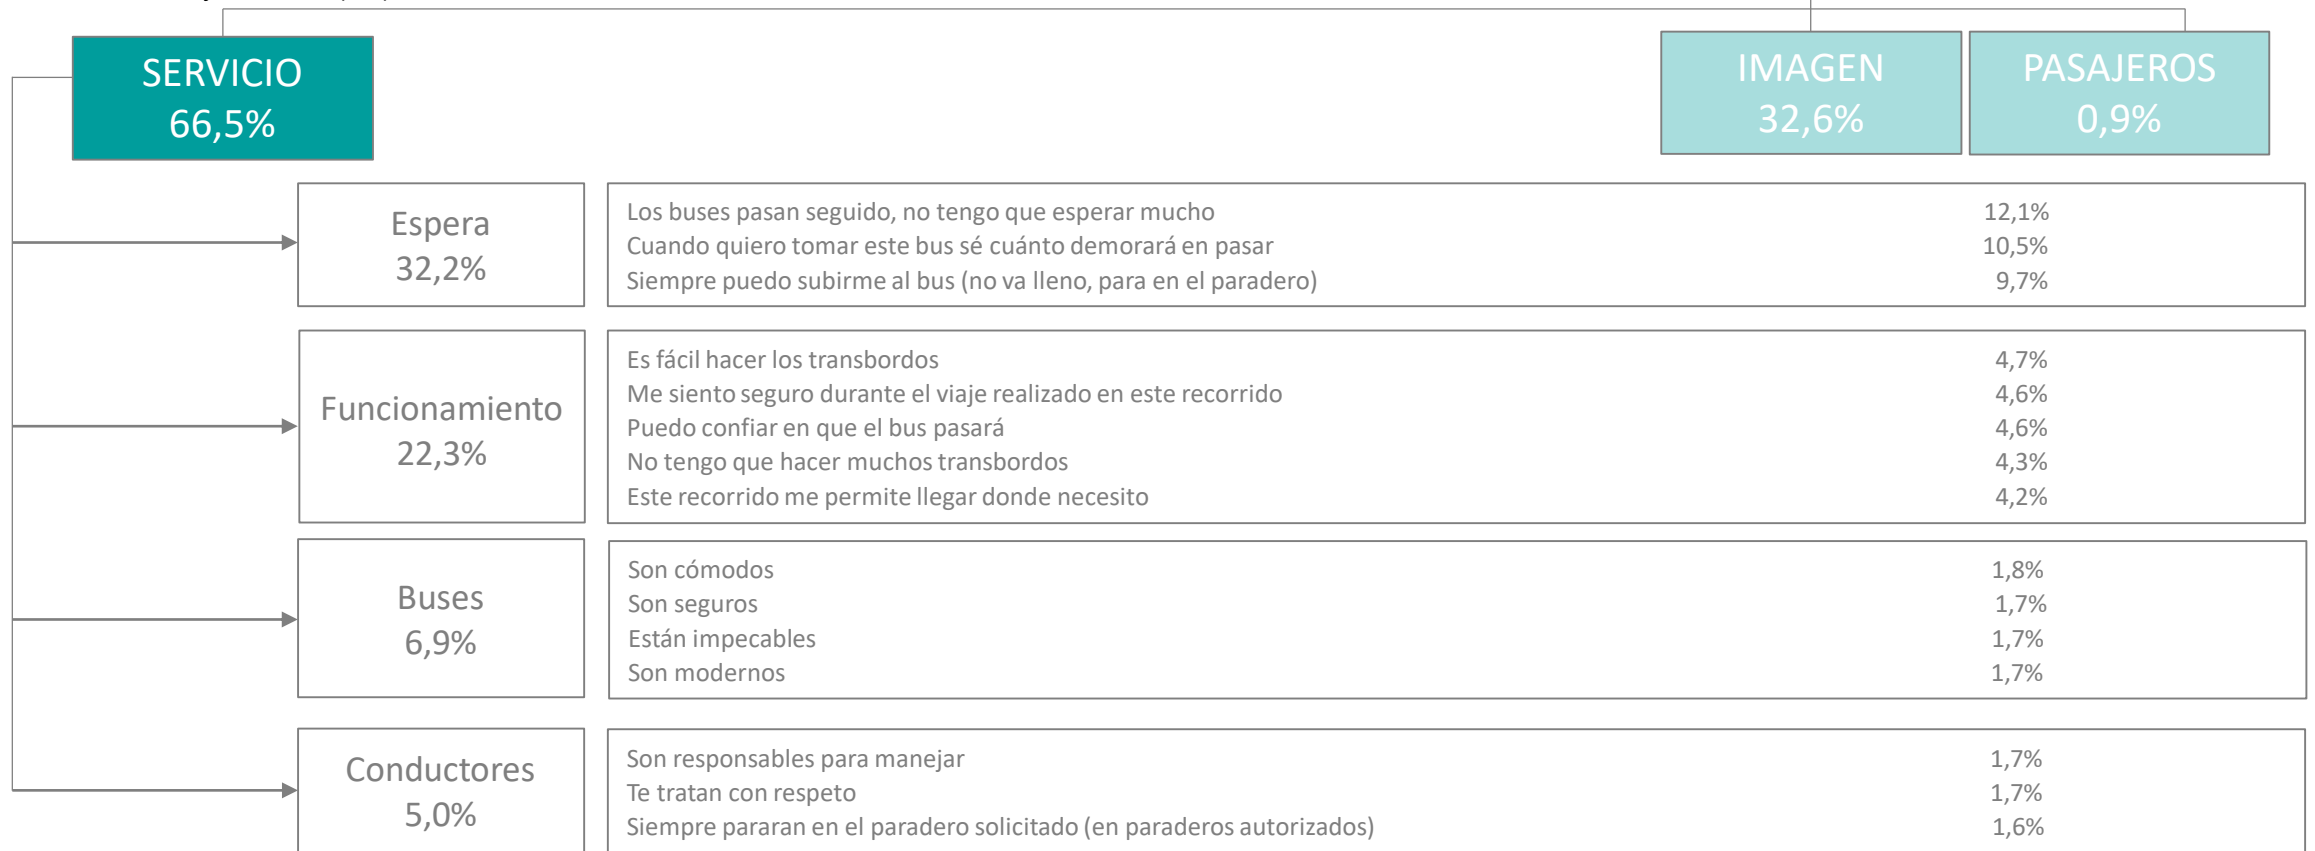 SERVICIO
66,5%
IMAGEN
32,6%
PASAJEROS
0,9%
Espera
32,2%
Los buses pasan seguido, no tengo que esperar mucho 12,1%
Cuando quiero tomar este bus sé cuánto demorará en pasar 10,5%
Siempre puedo subirme al bus (no va lleno, para en el paradero) 9,7%
Funcionamiento
22,3%
Es fácil hacer los transbordos 4,7%
Me siento seguro durante el viaje realizado en este recorrido 4,6%
Puedo confiar en que el bus pasará 4,6%
No tengo que hacer muchos transbordos 4,3%
Este recorrido me permite llegar donde necesito 4,2%
Buses
6,9%
Son cómodos 1,8%
Son seguros 1,7%
Están impecables 1,7%
Son modernos 1,7%
Conductores
5,0%
Son responsables para manejar 1,7%
Te tratan con respeto 1,7%
Siempre pararan en el paradero solicitado (en paraderos autorizados) 1,6%